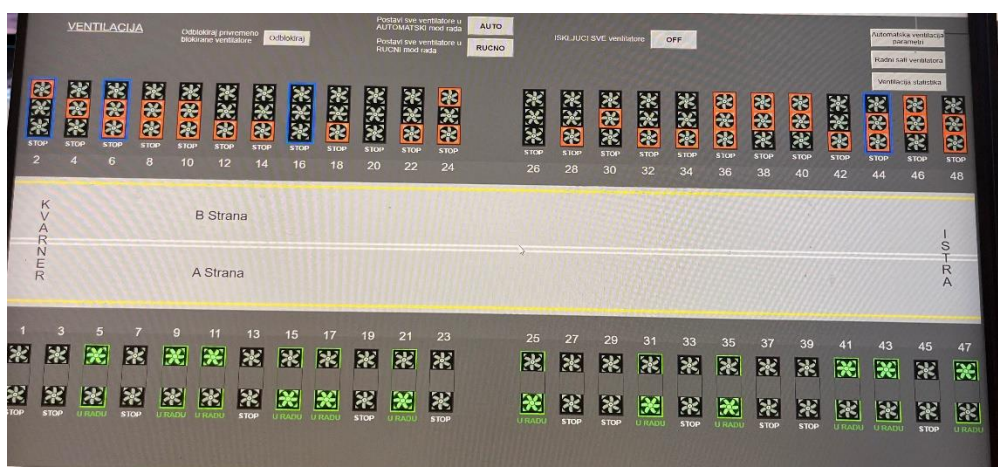 VENTILACIJA
Odblokiraj privremeno
blokirane ventilatore
Odblokiraj
Postavi sve ventilatore u
AUTOMATSKI mod rada
AUTO
Postavi sve ventilatore u
RUCNI mod rada
RUCNO
ISKLJUCI SVE ventilatore
OFF
Automatska ventilacija
parametri
Radni sati ventilatora
Ventilacija statistika
STOP STOP STOP STOP STOP STOP STOP STOP STOP STOP STOP STOP STOP STOP STOP STOP STOP STOP STOP STOP STOP STOP STOP STOP
2 4 6 8 10 12 14 16 18 20 22 24 26 28 30 32 34 36 38 40 42 44 46 48
KVARNER
B Strana
A Strana
ISTRA
1 3 5 7 9 11 13 15 17 19 21 23 25 27 29 31 33 35 37 39 41 43 45 47
STOP STOP U RADU STOP U RADU U RADU STOP U RADU U RADU STOP U RADU STOP U RADU STOP STOP U RADU STOP U RADU STOP STOP U RADU U RADU STOP U RADU